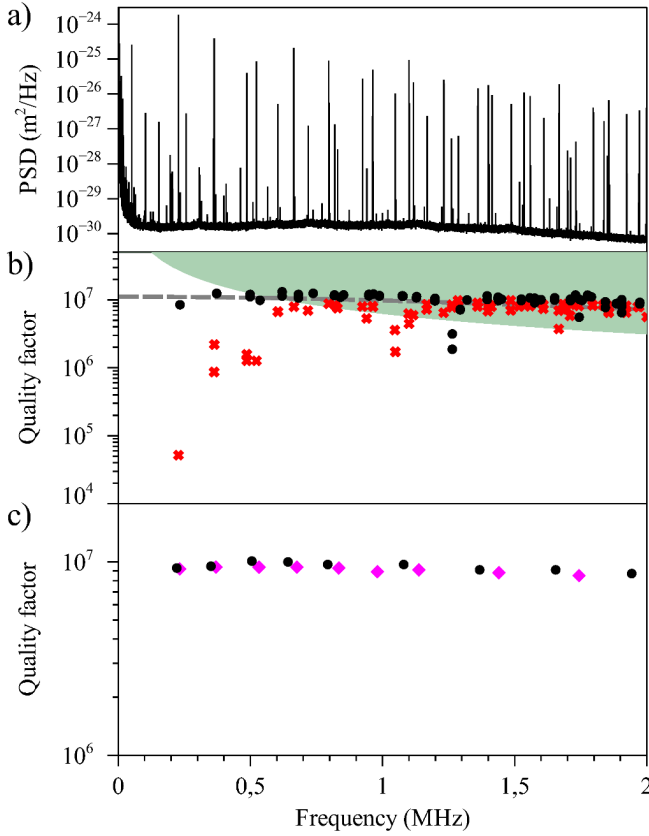 a)
PSD (m²/Hz)
10⁻²⁴
10⁻²⁵
10⁻²⁶
10⁻²⁷
10⁻²⁸
10⁻²⁹
10⁻³⁰
b)
Quality factor
10⁷
10⁶
10⁵
10⁴
c)
Quality factor
10⁷
10⁶
0 0,5 1 1,5 2
Frequency (MHz)